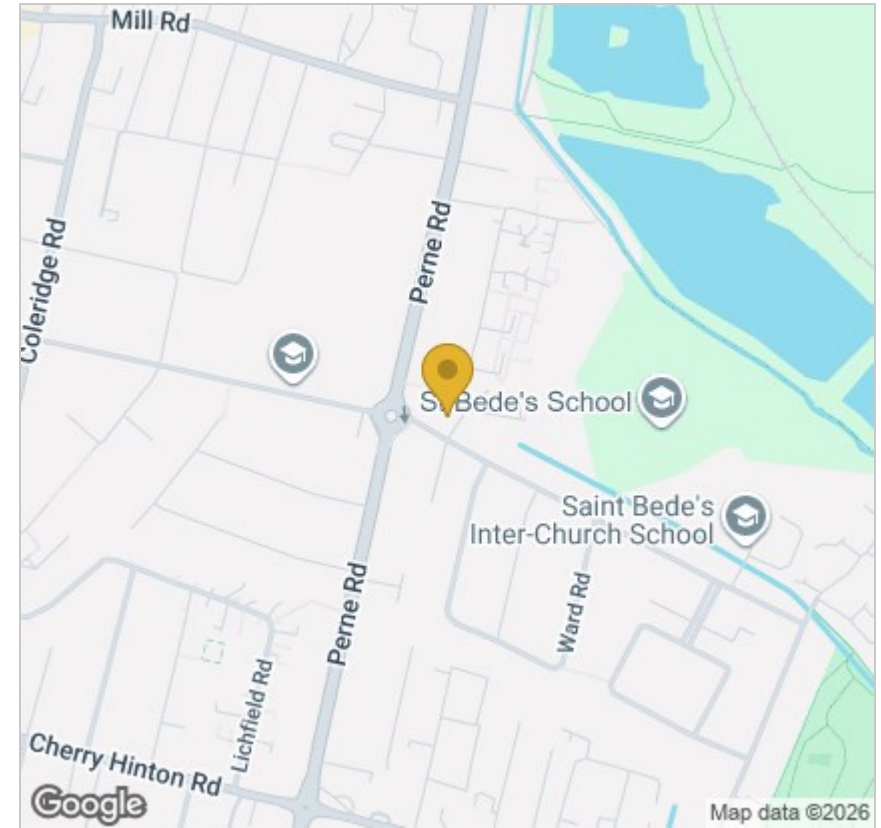 Mill Rd
Perne Rd
Coleridge Rd
St Bede's School
Saint Bede's
Inter-Church School
Ward Rd
Perne Rd
Lichfield Rd
Cherry Hinton Rd
Google
Map data ©2026